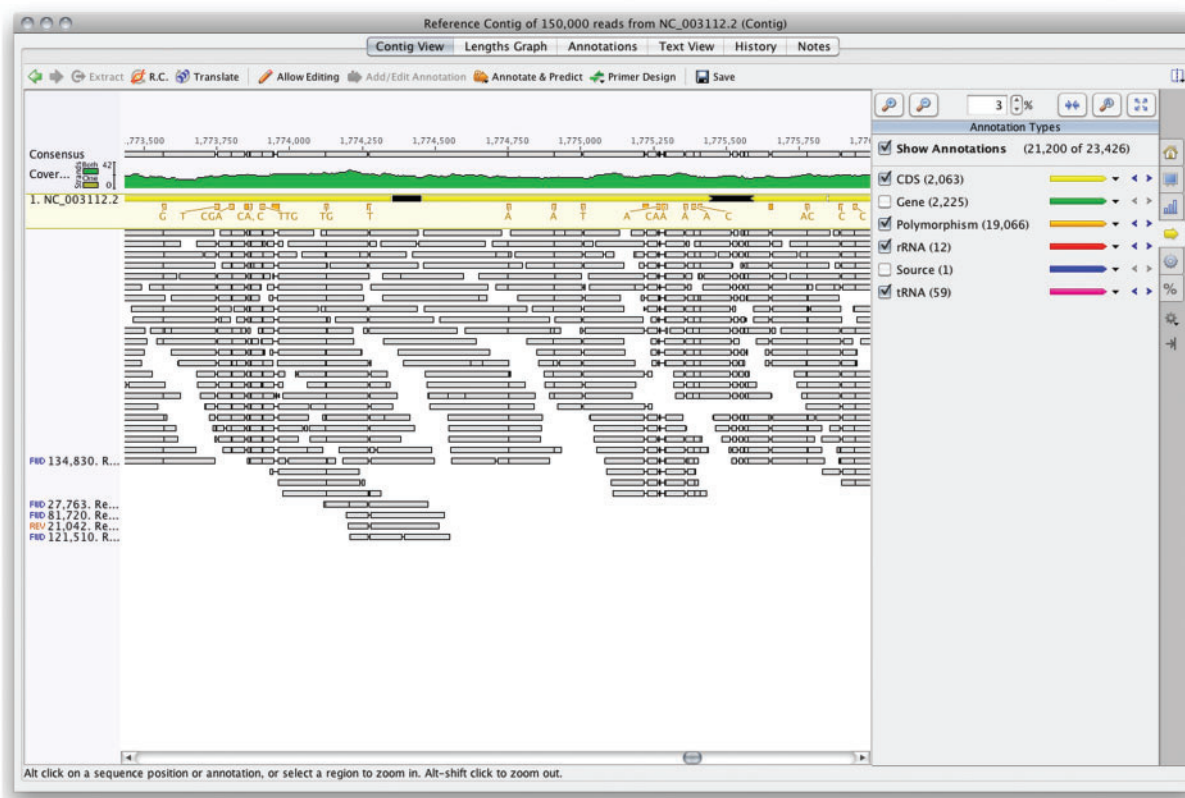 Reference Contig of 150,000 reads from NC_003112.2 (Contig)
Contig View Lengths Graph Annotations Text View History Notes
Extract R.C. Translate Allow Editing Add/Edit Annotation Annotate & Predict Primer Design Save
3 %
Annotation Types
Show Annotations (21,200 of 23,426)
CDS (2,063)
Gene (2,225)
Polymorphism (19,066)
rRNA (12)
Source (1)
tRNA (59)
%
,773,500 1,773,750 1,774,000 1,774,250 1,774,500 1,774,750 1,775,000 1,775,250 1,775,500 1,775,750
Consensus
Cover... Strands Both One 42 0
1. NC_003112.2
G T CGA CA, C TTG TG T A A T A CAA A A C AC C C
FWD 134,830. R...
FWD 27,763. Re...
FWD 81,720. Re...
REV 21,042. Re...
FWD 121,510. R...
Alt click on a sequence position or annotation, or select a region to zoom in. Alt-shift click to zoom out.